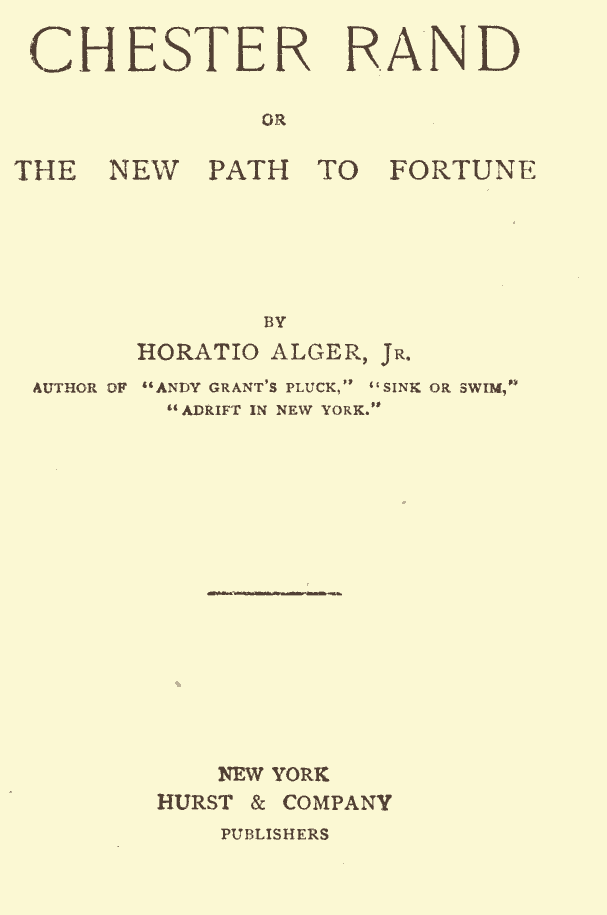 CHESTER RAND
OR
THE NEW PATH TO FORTUNE
BY
HORATIO ALGER, JR.
AUTHOR OF "ANDY GRANT'S PLUCK," "SINK OR SWIM,"
"ADRIFT IN NEW YORK."
NEW YORK
HURST & COMPANY
PUBLISHERS